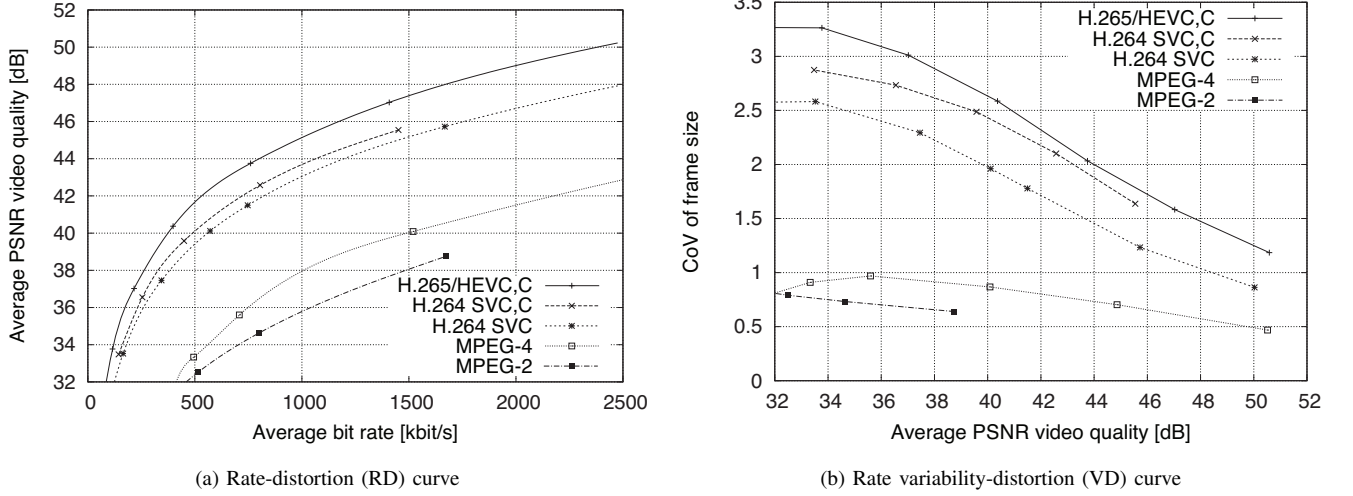 52
50
48
46
44
42
40
38
36
34
32
Average PSNR video quality [dB]
H.265/HEVC,C
H.264 SVC,C
H.264 SVC
MPEG-4
MPEG-2
0 500 1000 1500 2000 2500
Average bit rate [kbit/s]
(a) Rate-distortion (RD) curve
3.5
3
2.5
2
1.5
1
0.5
0
CoV of frame size
H.265/HEVC,C
H.264 SVC,C
H.264 SVC
MPEG-4
MPEG-2
32 34 36 38 40 42 44 46 48 50 52
Average PSNR video quality [dB]
(b) Rate variability-distortion (VD) curve